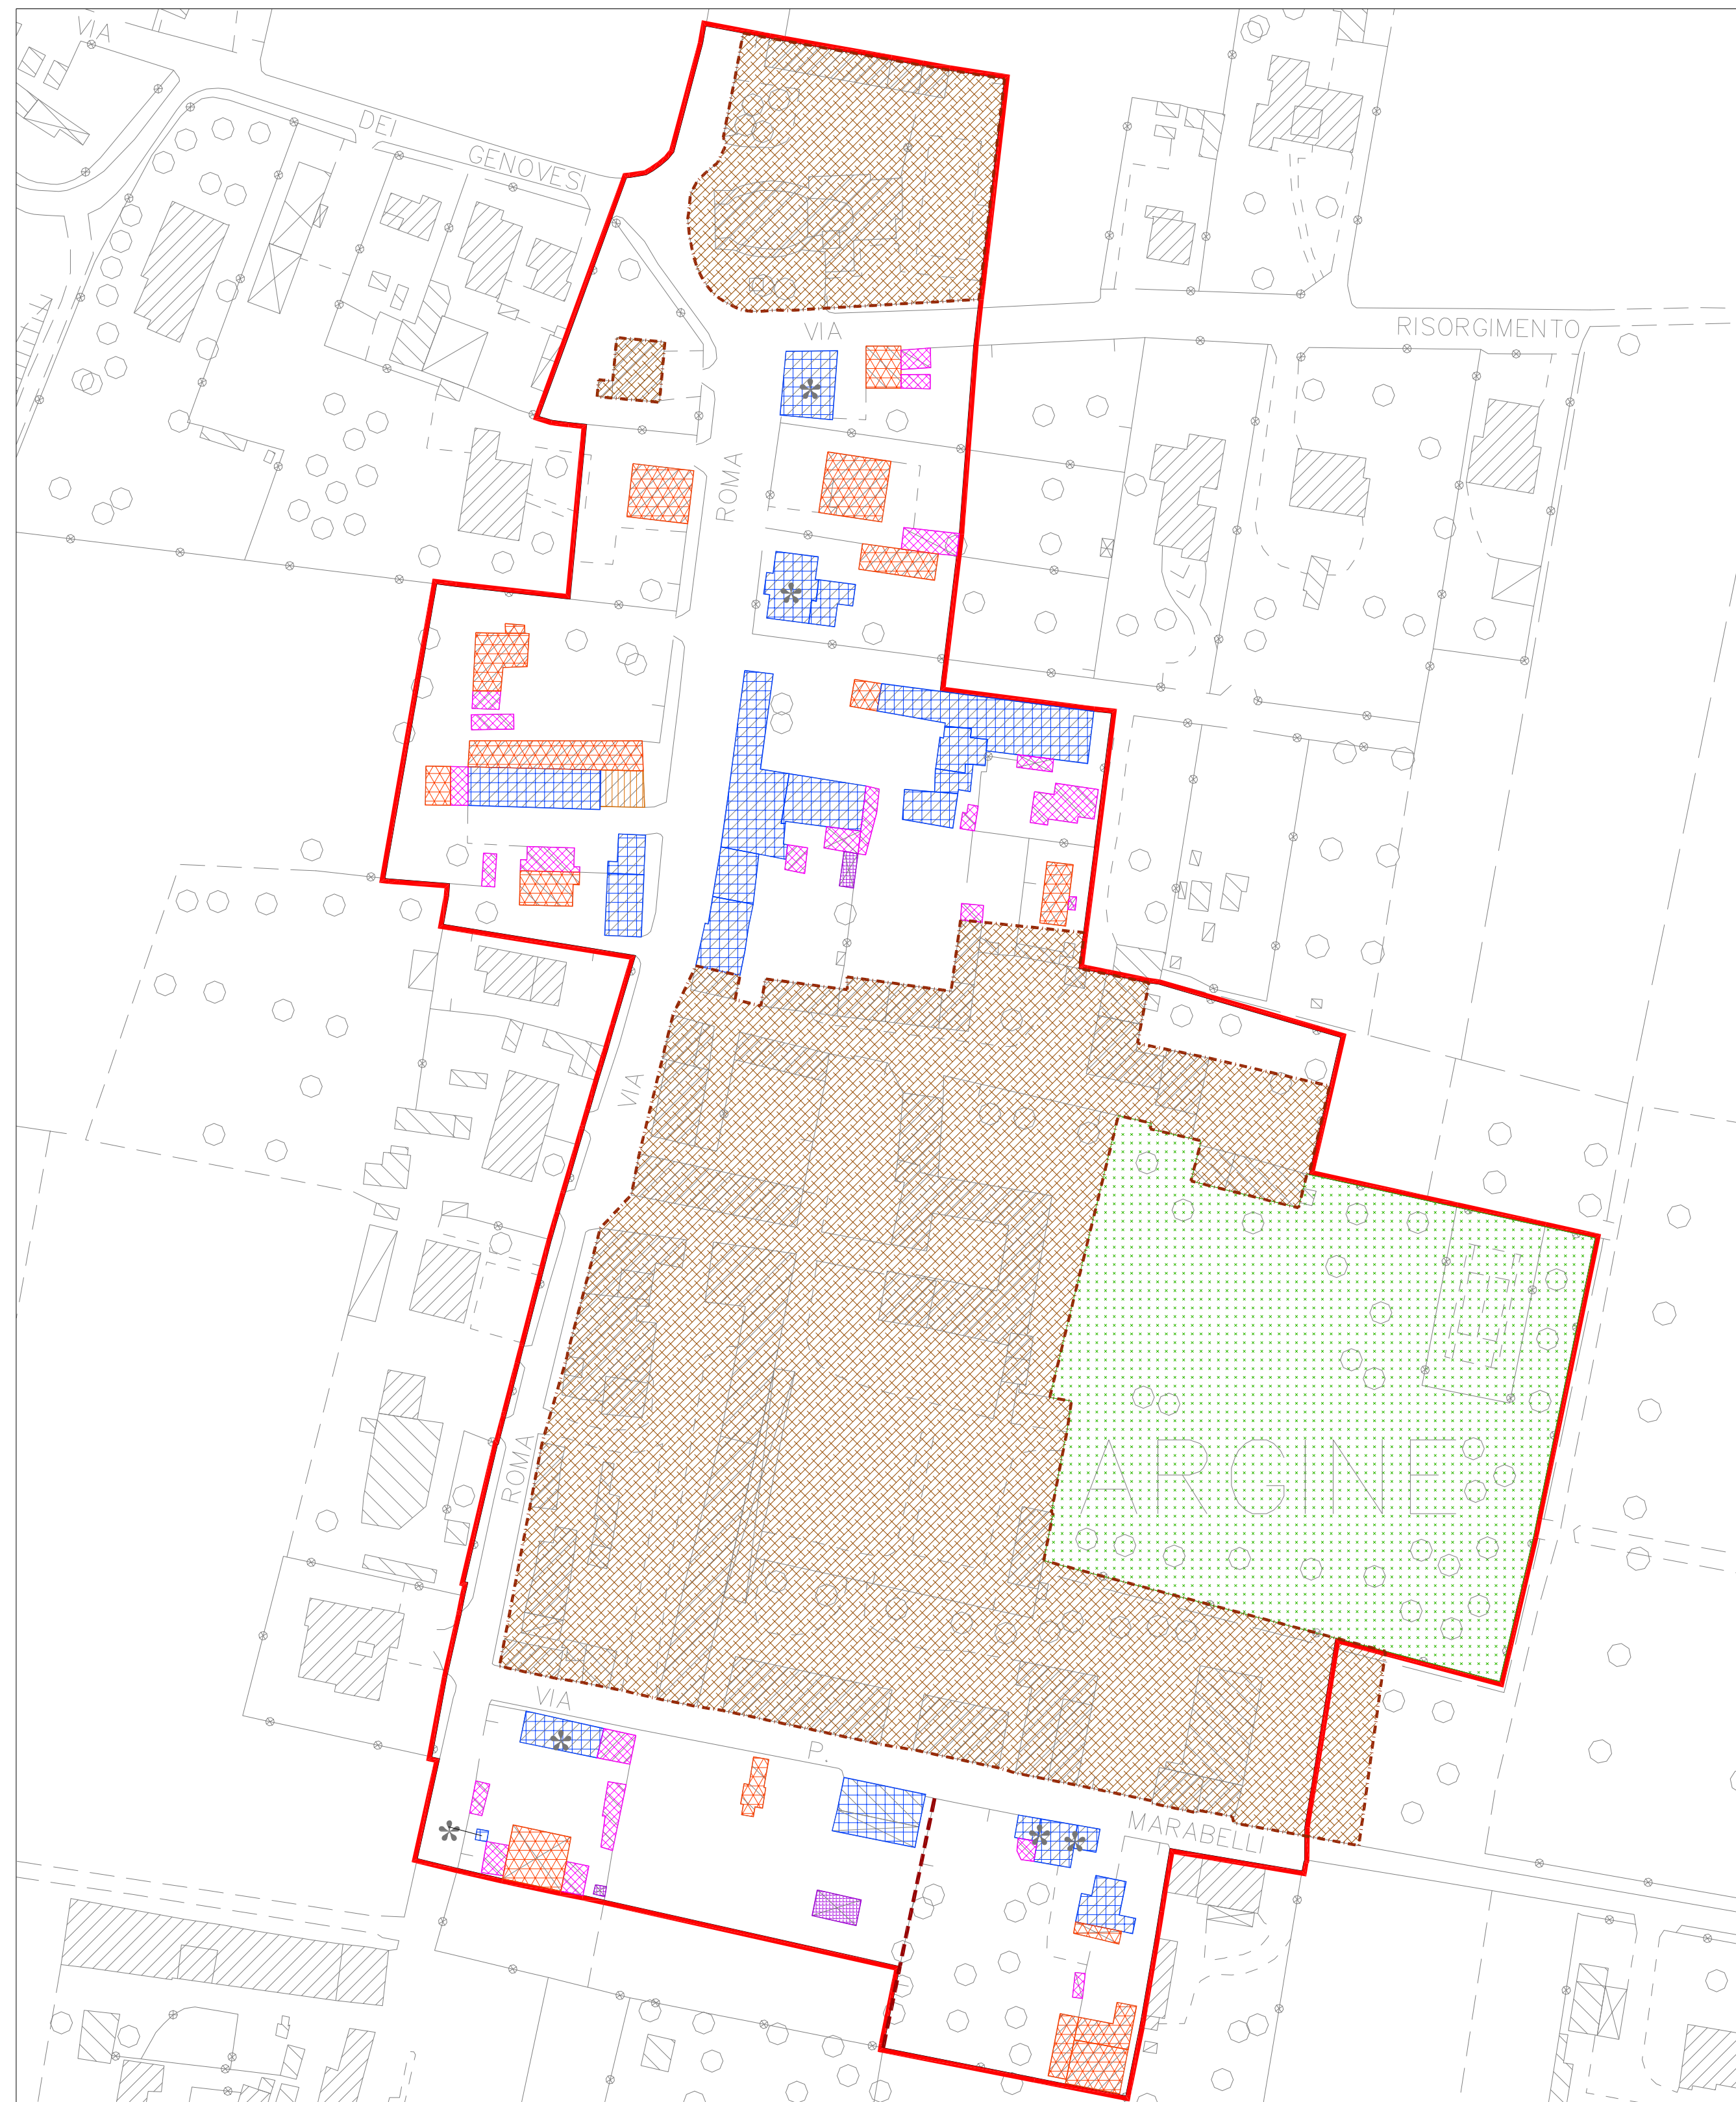 VIA
DEI
GENOVESI
VIA
RISORGIMENTO
ROMA
VIA
ROMA
ARGINE
VIA
P.
MARABELLI